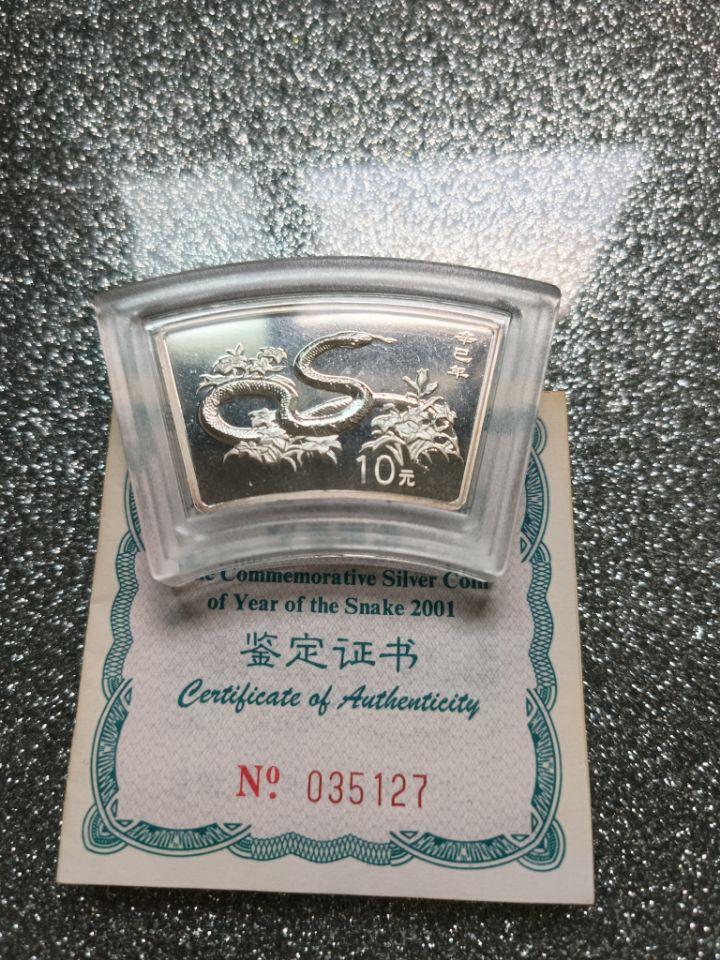 辛巳年
10元
Commemorative Silver Coin
of Year of the Snake 2001
鉴定证书
Certificate of Authenticity
Nº 035127